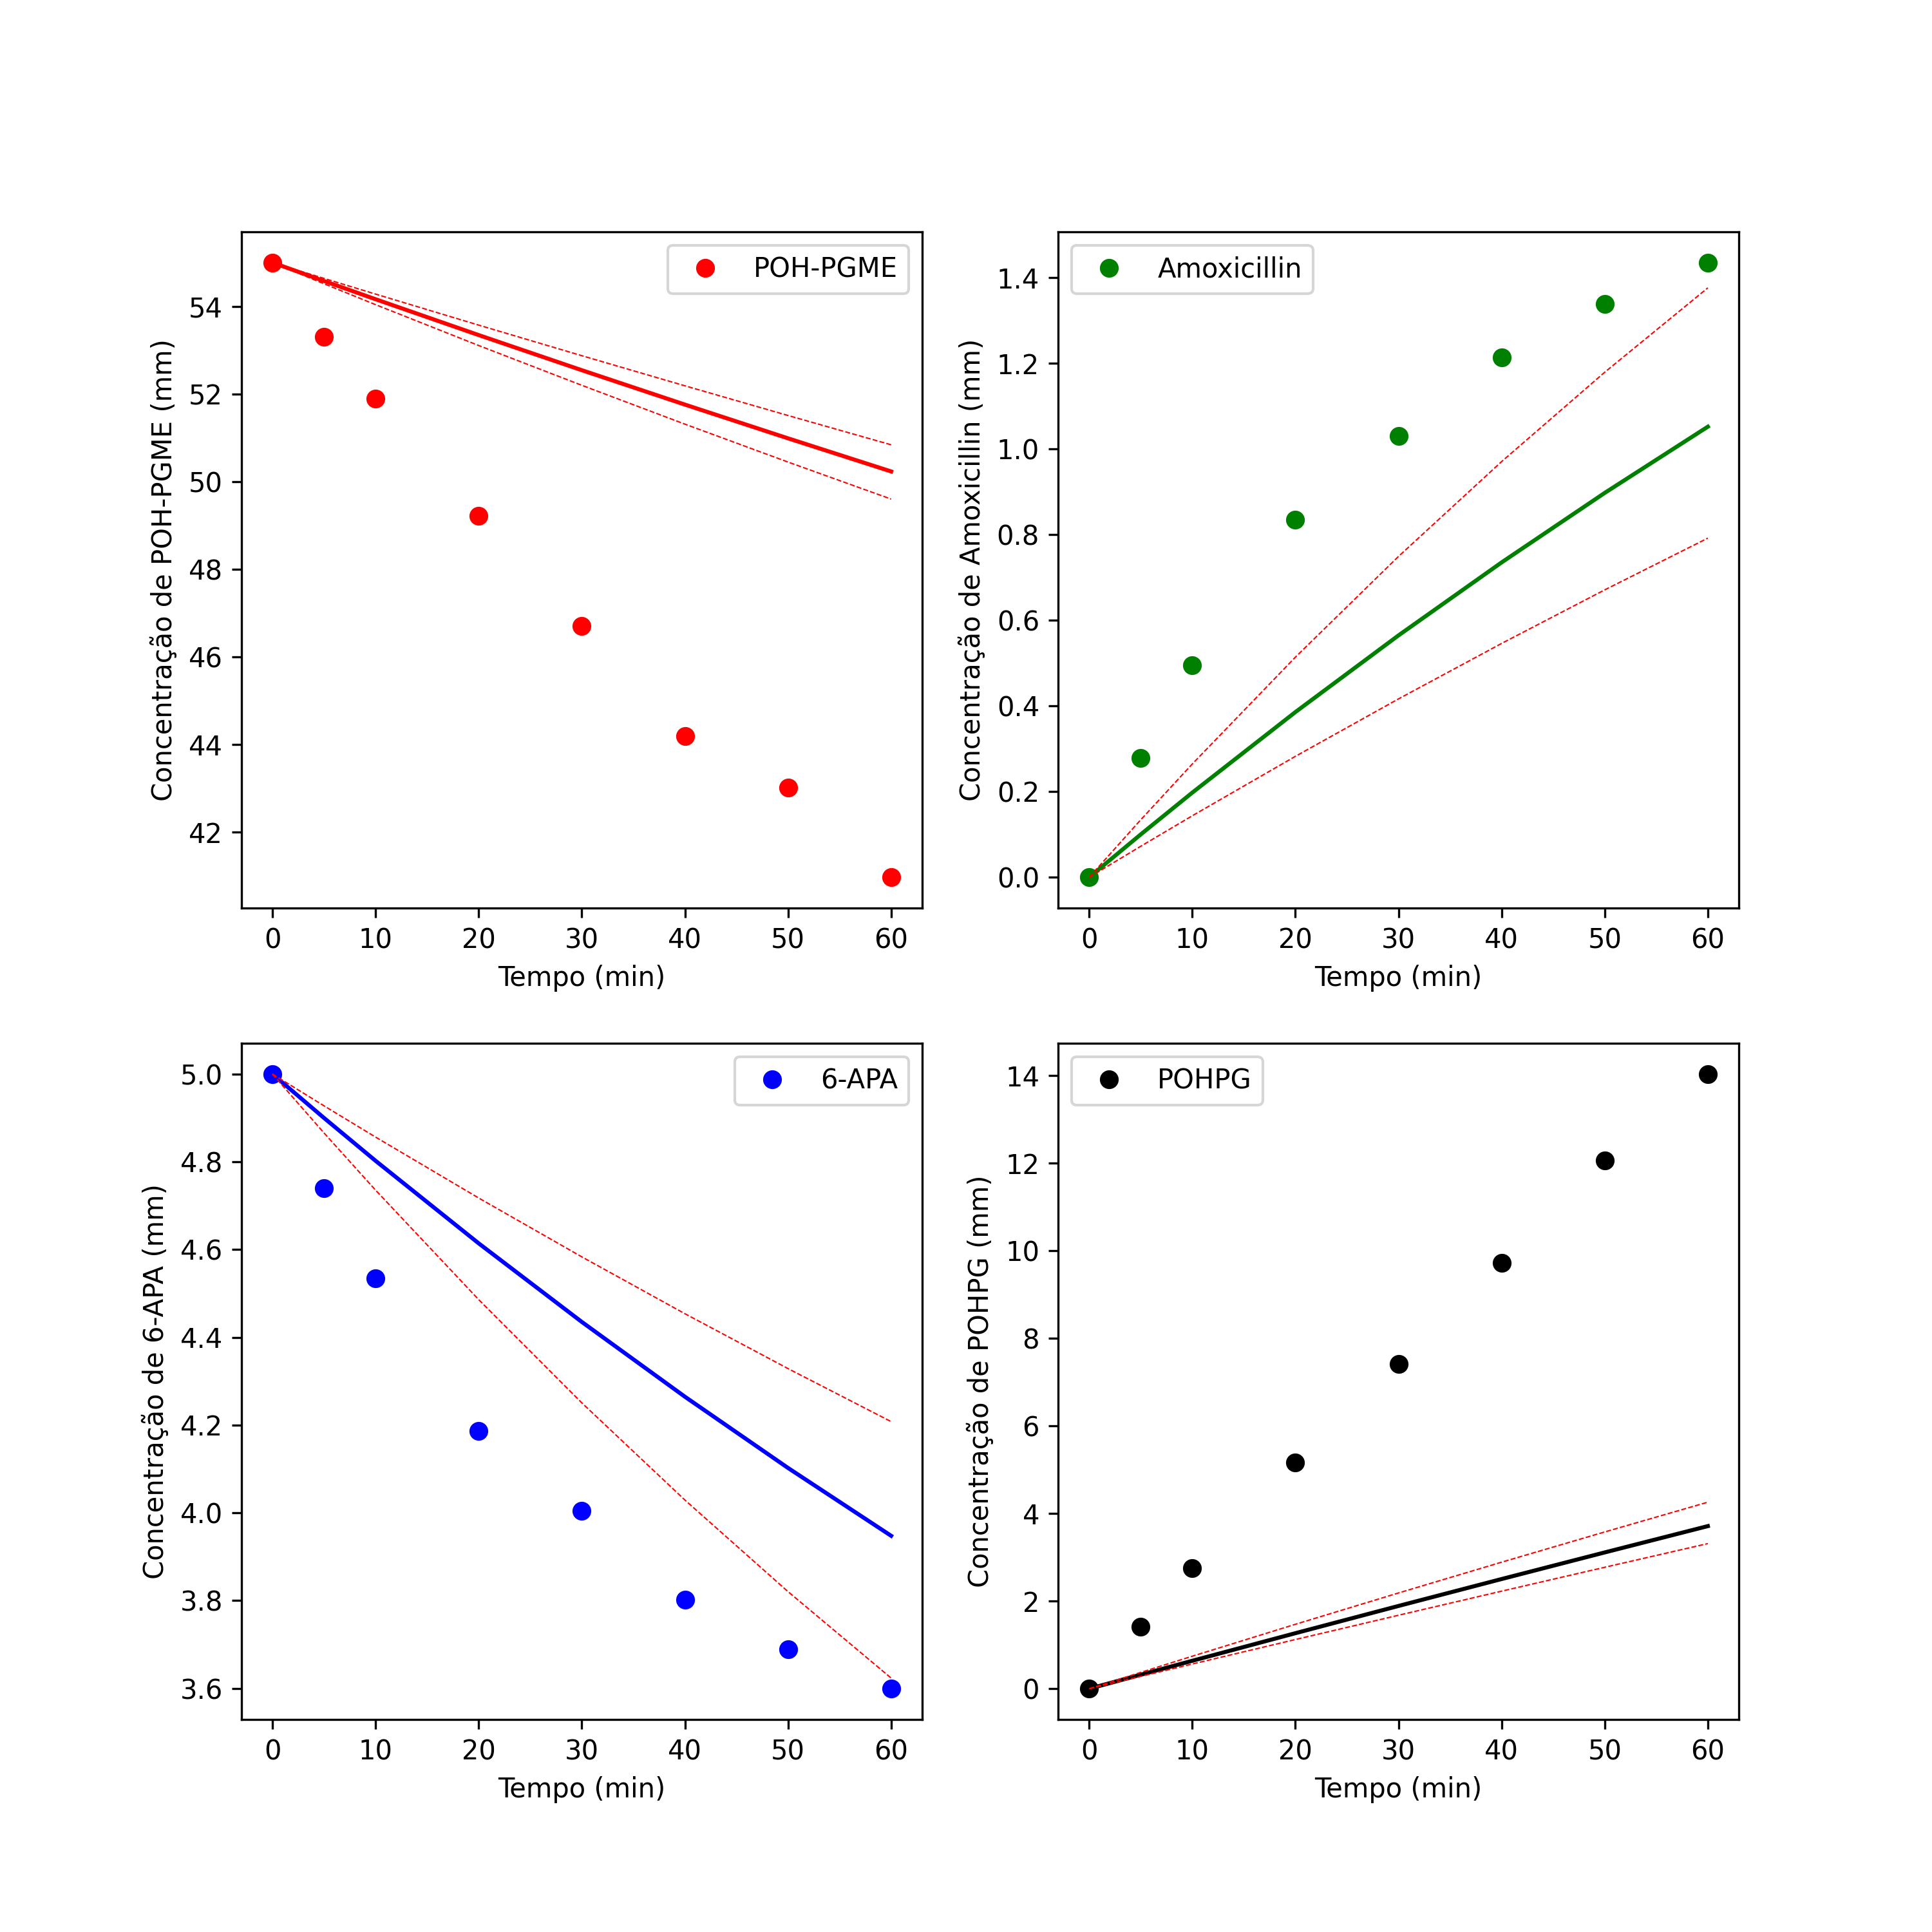 POH-PGME
Concentração de POH-PGME (mm)
54
52
50
48
46
44
42
0 10 20 30 40 50 60
Tempo (min)
Amoxicillin
Concentração de Amoxicillin (mm)
1.4
1.2
1.0
0.8
0.6
0.4
0.2
0.0
0 10 20 30 40 50 60
Tempo (min)
6-APA
Concentração de 6-APA (mm)
5.0
4.8
4.6
4.4
4.2
4.0
3.8
3.6
0 10 20 30 40 50 60
Tempo (min)
POHPG
Concentração de POHPG (mm)
14
12
10
8
6
4
2
0
0 10 20 30 40 50 60
Tempo (min)